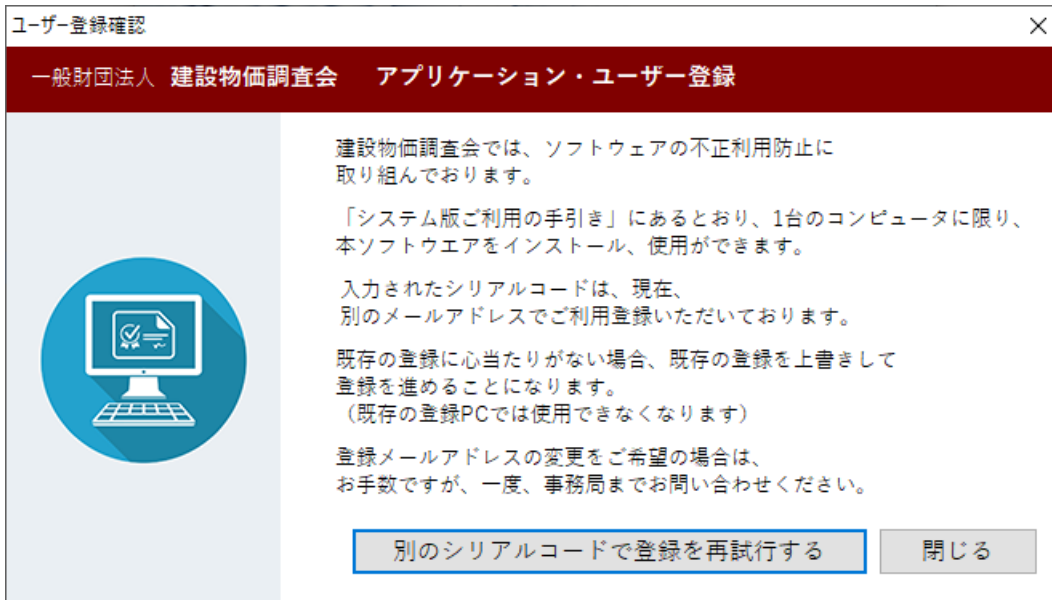 ユーザー登録確認
一般財団法人 建設物価調査会 アプリケーション・ユーザー登録
建設物価調査会では、ソフトウェアの不正利用防止に
取り組んでおります。
「システム版ご利用の手引き」にあるとおり、1台のコンピュータに限り、
本ソフトウエアをインストール、使用ができます。
入力されたシリアルコードは、現在、
別のメールアドレスでご利用登録いただいております。
既存の登録に心当たりがない場合、既存の登録を上書きして
登録を進めることになります。
（既存の登録PCでは使用できなくなります）
登録メールアドレスの変更をご希望の場合は、
お手数ですが、一度、事務局までお問い合わせください。
別のシリアルコードで登録を再試行する
閉じる